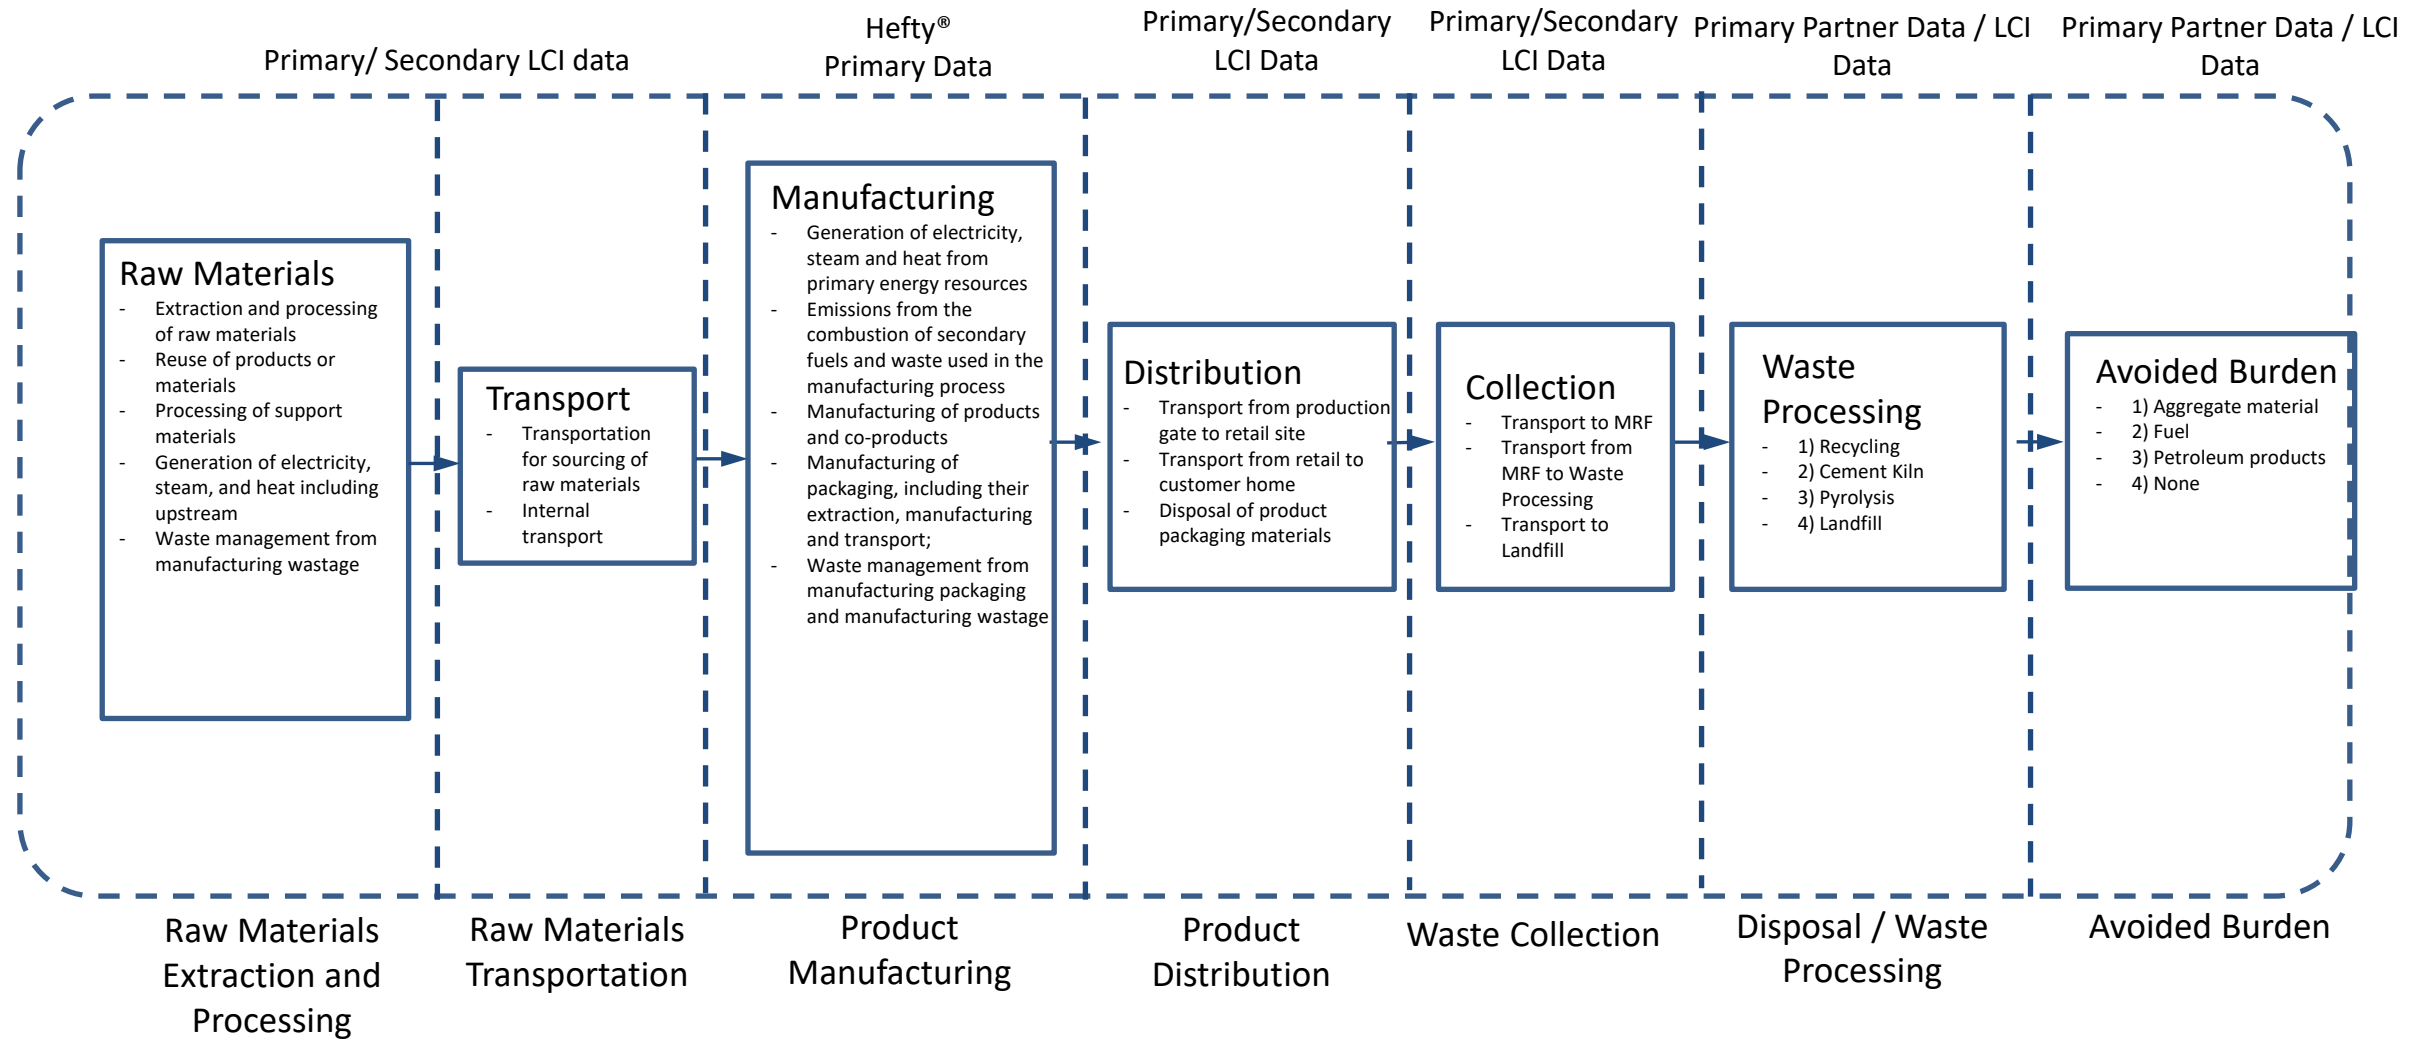 Primary/ Secondary LCI data
Hefty®
Primary Data
Primary/Secondary
LCI Data
Primary/Secondary
LCI Data
Primary Partner Data / LCI
Data
Primary Partner Data / LCI
Data
Raw Materials
- Extraction and processing
of raw materials
- Reuse of products or
materials
- Processing of support
materials
- Generation of electricity,
steam, and heat including
upstream
- Waste management from
manufacturing wastage
Transport
- Transportation
for sourcing of
raw materials
- Internal
transport
Manufacturing
- Generation of electricity,
steam and heat from
primary energy resources
- Emissions from the
combustion of secondary
fuels and waste used in the
manufacturing process
- Manufacturing of products
and co-products
- Manufacturing of
packaging, including their
extraction, manufacturing
and transport;
- Waste management from
manufacturing packaging
and manufacturing wastage
Distribution
- Transport from production
gate to retail site
- Transport from retail to
customer home
- Disposal of product
packaging materials
Collection
- Transport to MRF
- Transport from
MRF to Waste
Processing
- Transport to
Landfill
Waste
Processing
- 1) Recycling
- 2) Cement Kiln
- 3) Pyrolysis
- 4) Landfill
Avoided Burden
- 1) Aggregate material
- 2) Fuel
- 3) Petroleum products
- 4) None
Raw Materials
Extraction and
Processing
Raw Materials
Transportation
Product
Manufacturing
Product
Distribution
Waste Collection
Disposal / Waste
Processing
Avoided Burden